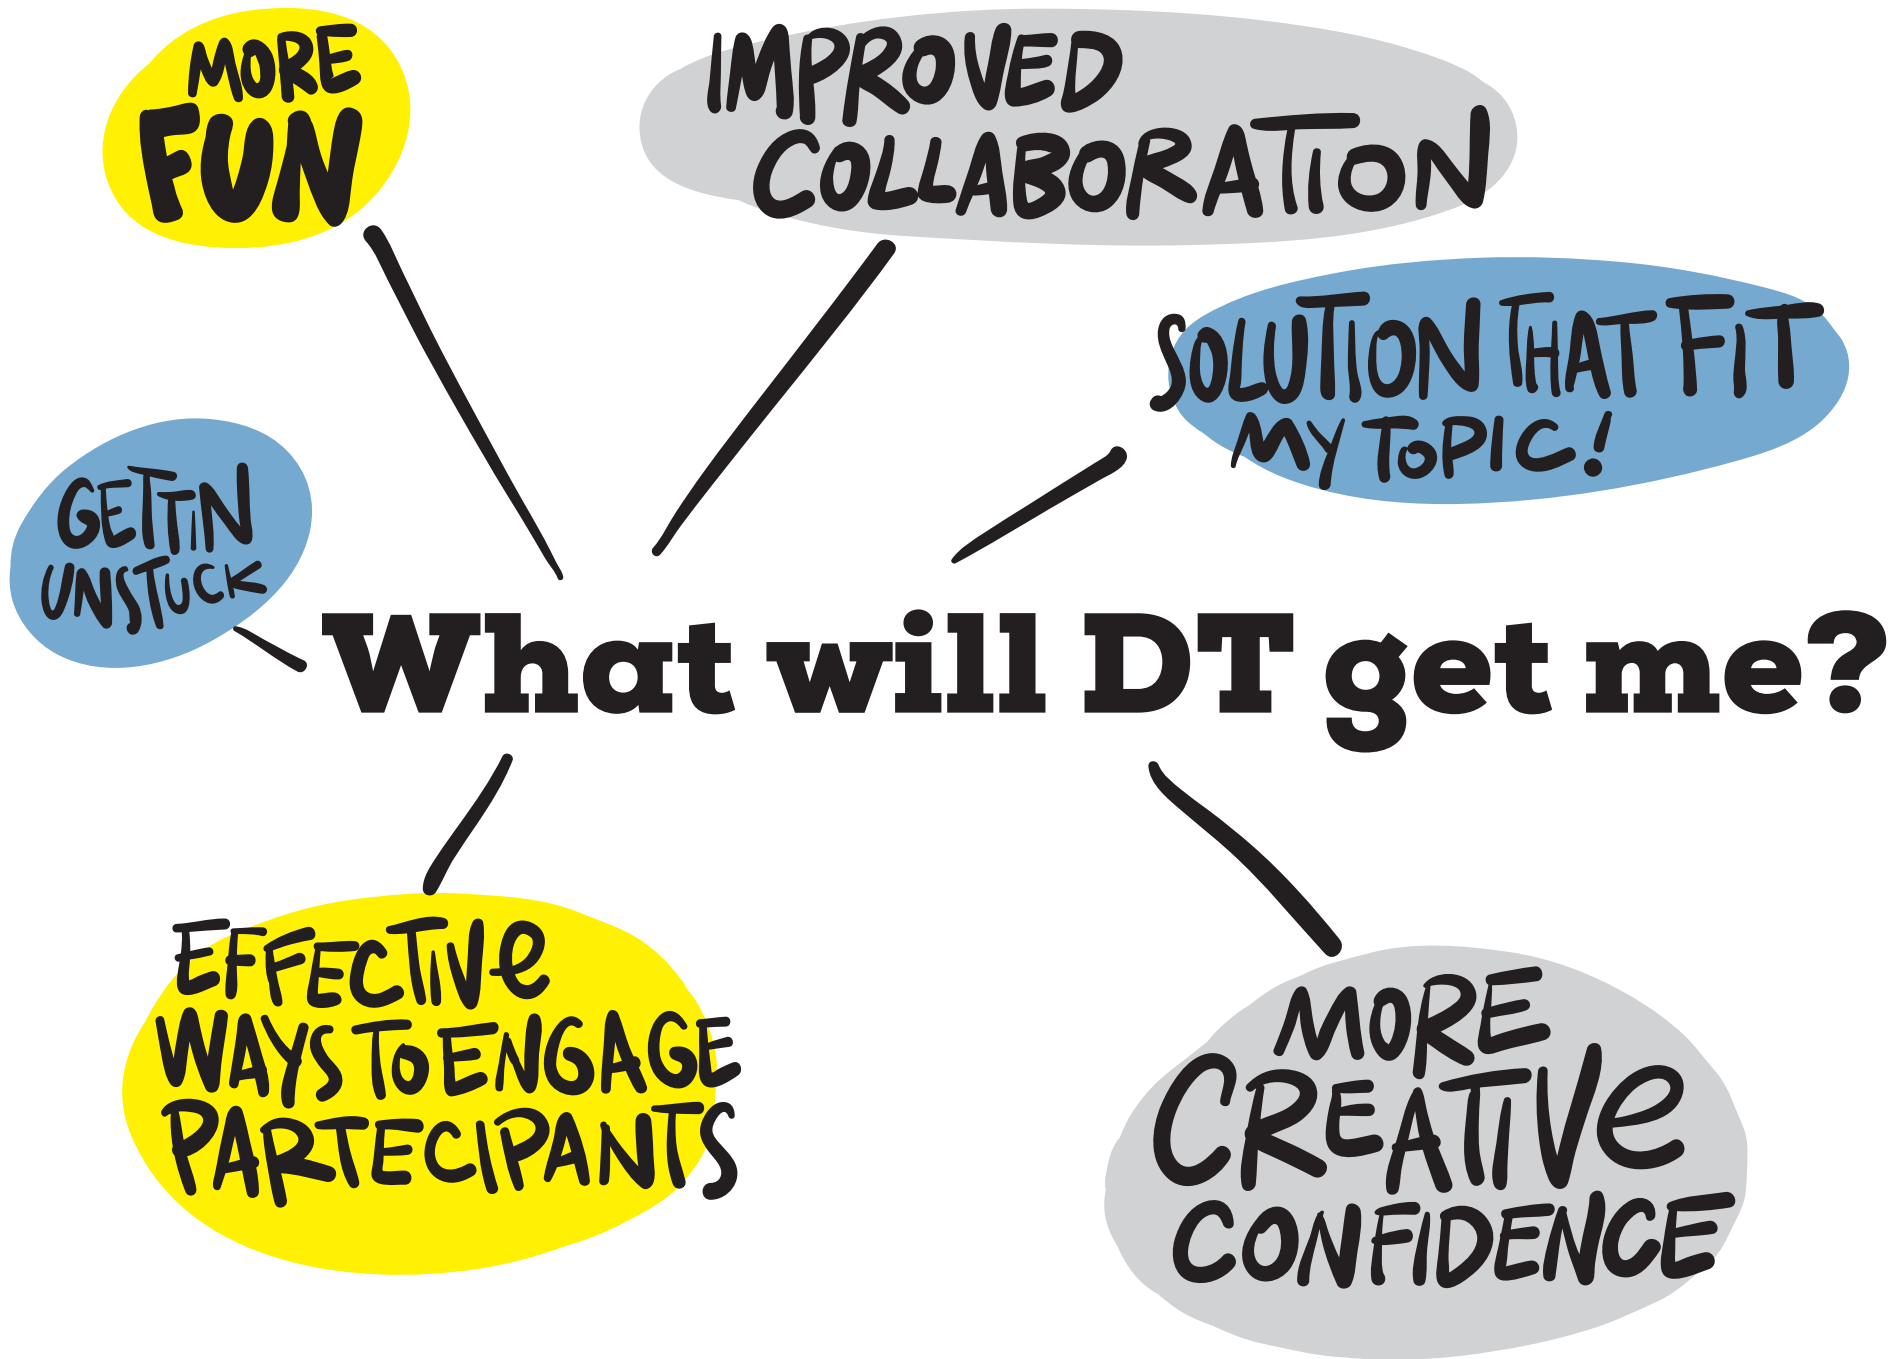 MORE
FUN
IMPROVED
COLLABORATION
SOLUTION THAT FIT
MY TOPIC!
GETTIN
UNSTUCK
What will DT get me?
EFFECTIVE
WAYS TO ENGAGE
PARTECIPANTS
MORE
CREATIVE
CONFIDENCE